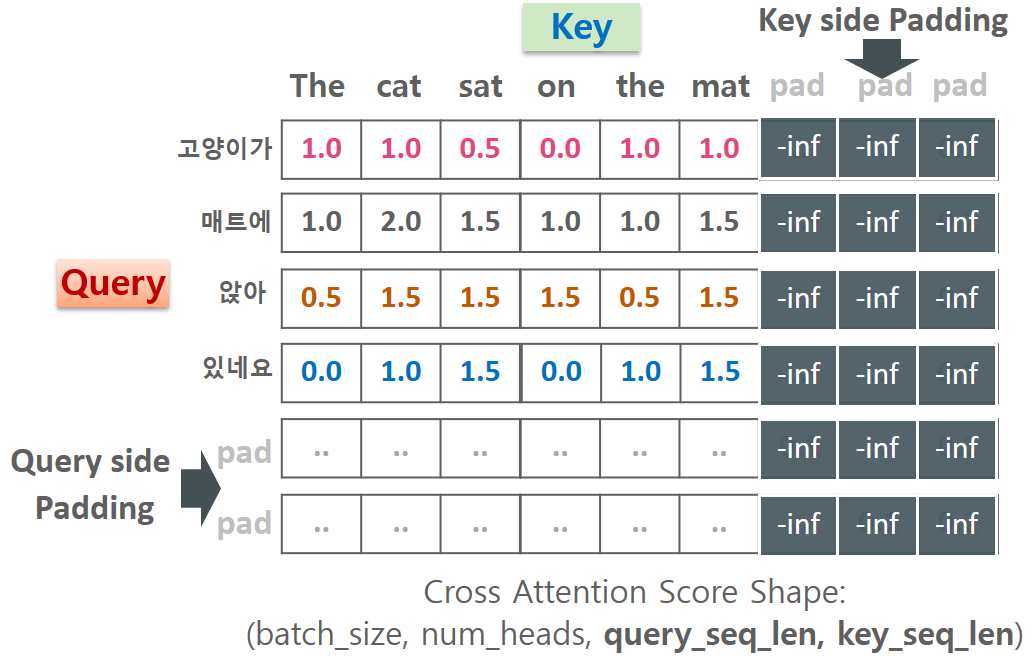 Key
Key side Padding
The cat sat on the mat pad pad pad
고양이가 1.0 1.0 0.5 0.0 1.0 1.0 -inf -inf -inf
매트에 1.0 2.0 1.5 1.0 1.0 1.5 -inf -inf -inf
Query
앉아 0.5 1.5 1.5 1.5 0.5 1.5 -inf -inf -inf
있네요 0.0 1.0 1.5 0.0 1.0 1.5 -inf -inf -inf
Query side
Padding
pad .. .. .. .. .. .. -inf -inf -inf
pad .. .. .. .. .. .. -inf -inf -inf
Cross Attention Score Shape:
(batch_size, num_heads, query_seq_len, key_seq_len)